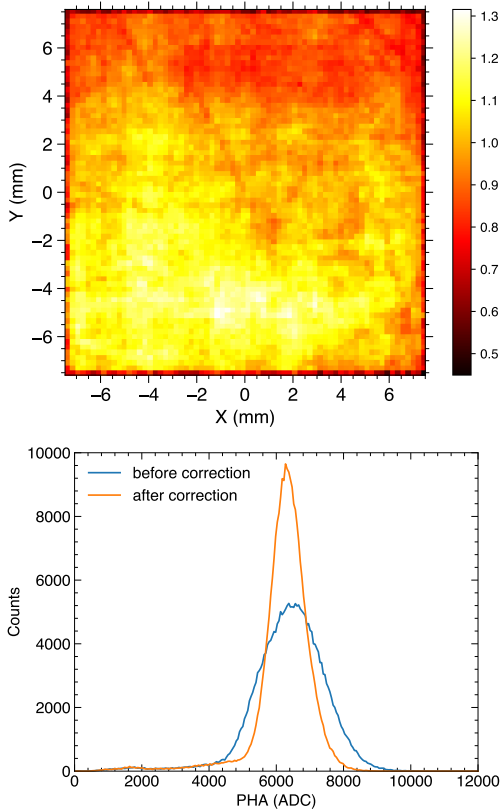 6
4
2
0
−2
−4
−6
Y (mm)
−6 −4 −2 0 2 4 6
X (mm)
1.3
1.2
1.1
1.0
0.9
0.8
0.7
0.6
0.5
10000
8000
6000
4000
2000
0
Counts
before correction
after correction
0 2000 4000 6000 8000 10000 12000
PHA (ADC)